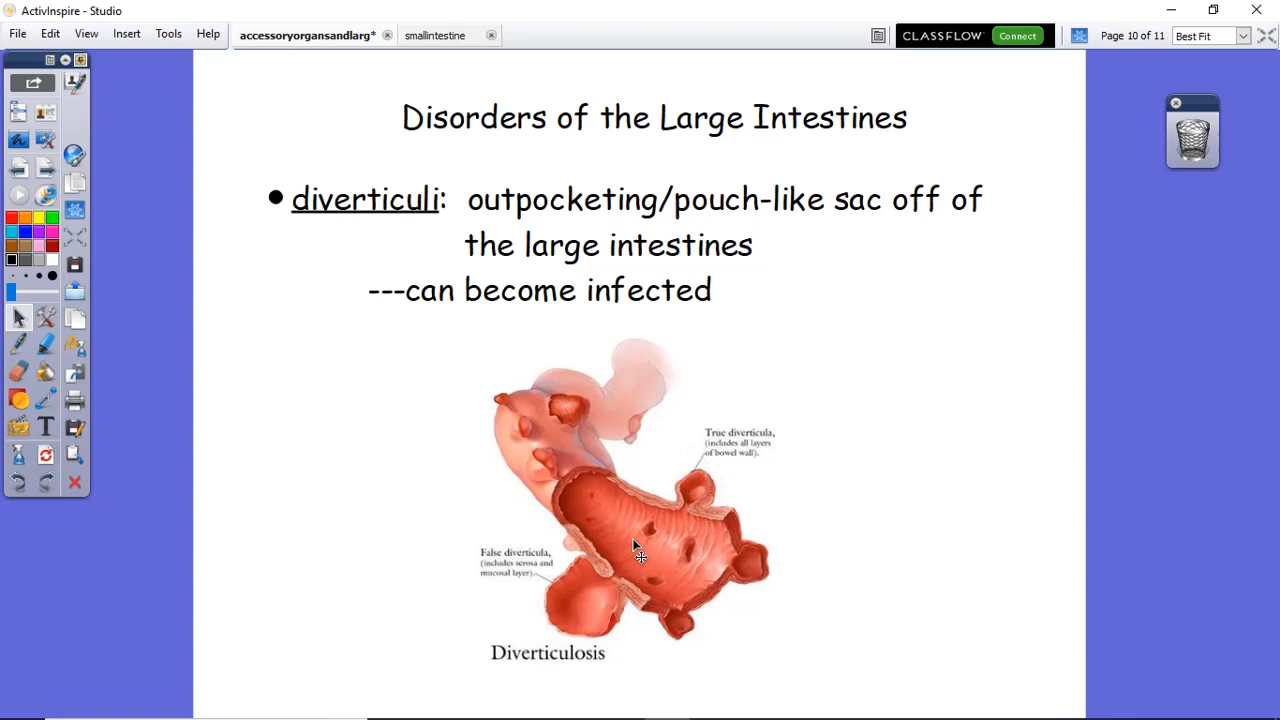 ActivInspire - Studio
File Edit View Insert Tools Help
accessoryorgansandlarg*
smallintestine
CLASSFLOW Connect
Page 10 of 11
Best Fit
Disorders of the Large Intestines
• diverticuli: outpocketing/pouch-like sac off of
the large intestines
---can become infected
True diverticula,
(includes all layers
of bowel wall).
False diverticula,
(includes serosa and
mucosal layer).
Diverticulosis